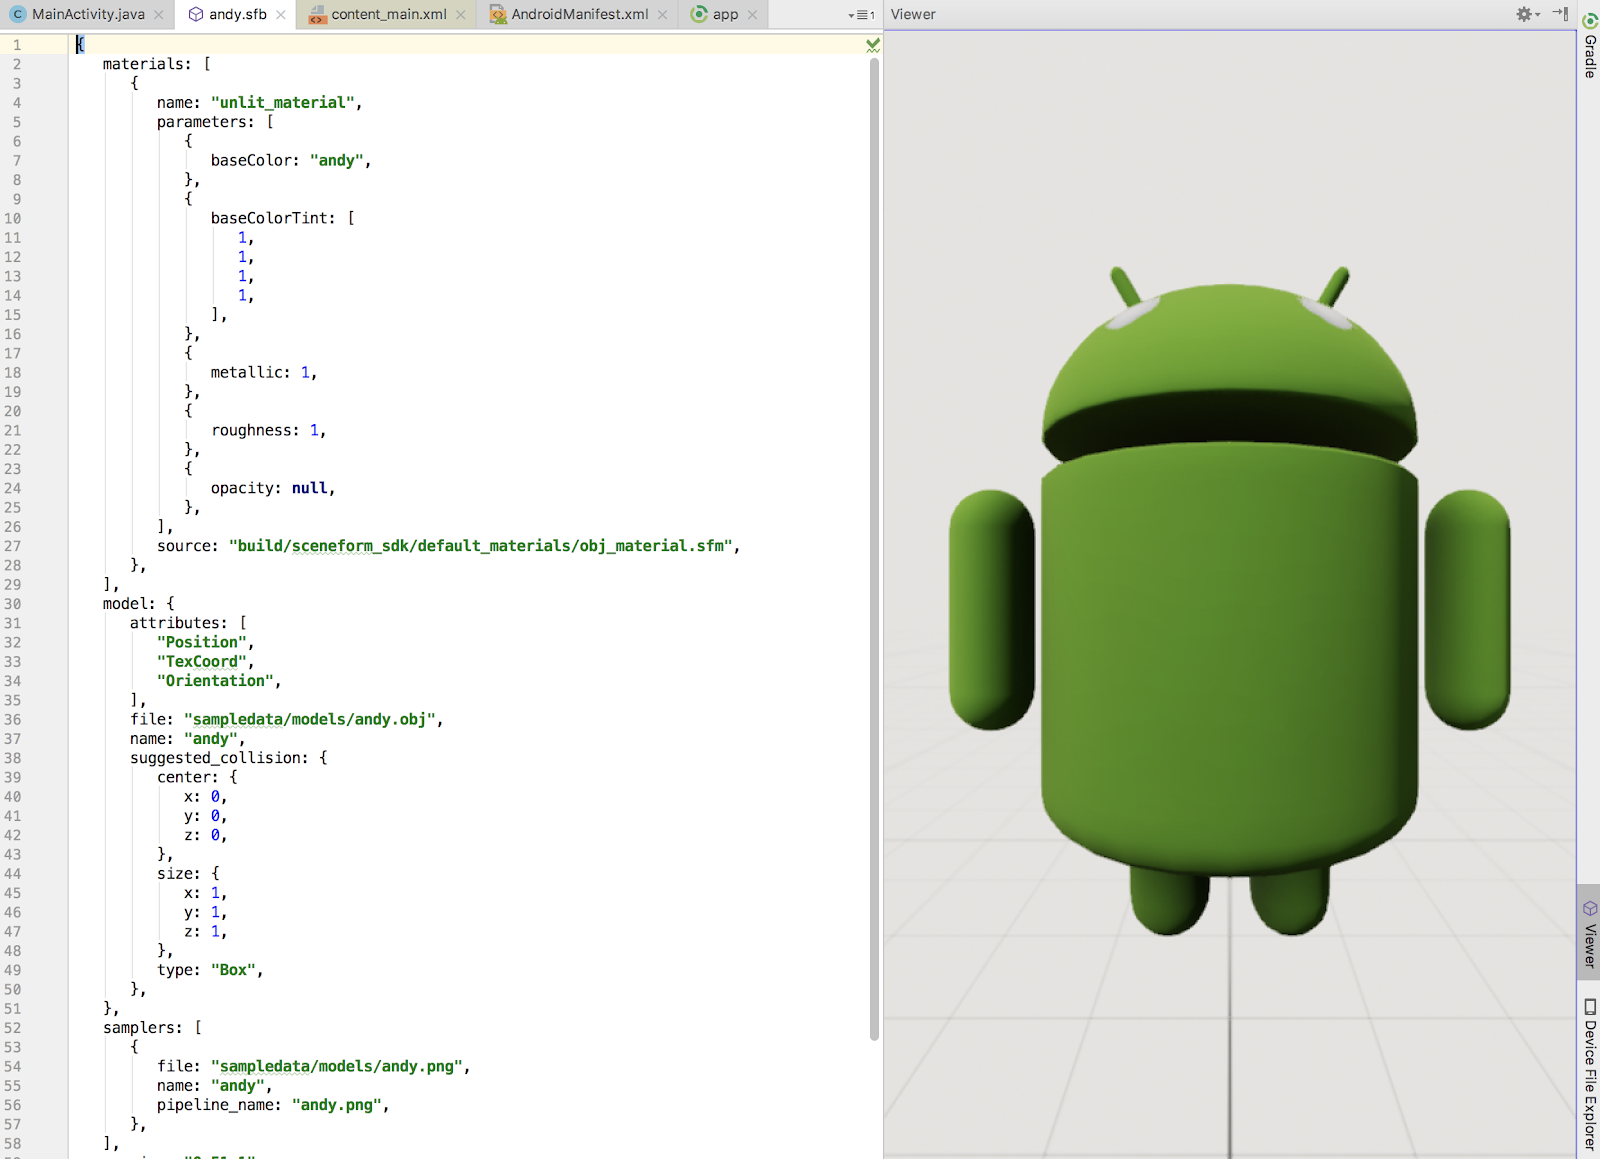 MainActivity.java andy.sfb content_main.xml AndroidManifest.xml app 1 Viewer
1 {
2 materials: [
3 {
4 name: "unlit_material",
5 parameters: [
6 {
7 baseColor: "andy",
8 },
9 {
10 baseColorTint: [
11 1,
12 1,
13 1,
14 1,
15 ],
16 },
17 {
18 metallic: 1,
19 },
20 {
21 roughness: 1,
22 },
23 {
24 opacity: null,
25 },
26 ],
27 source: "build/sceneform_sdk/default_materials/obj_material.sfm",
28 },
29 ],
30 model: {
31 attributes: [
32 "Position",
33 "TexCoord",
34 "Orientation",
35 ],
36 file: "sampledata/models/andy.obj",
37 name: "andy",
38 suggested_collision: {
39 center: {
40 x: 0,
41 y: 0,
42 z: 0,
43 },
44 size: {
45 x: 1,
46 y: 1,
47 z: 1,
48 },
49 type: "Box",
50 },
51 },
52 samplers: [
53 {
54 file: "sampledata/models/andy.png",
55 name: "andy",
56 pipeline_name: "andy.png",
57 },
58 ],
Gradle
Viewer
Device File Explorer